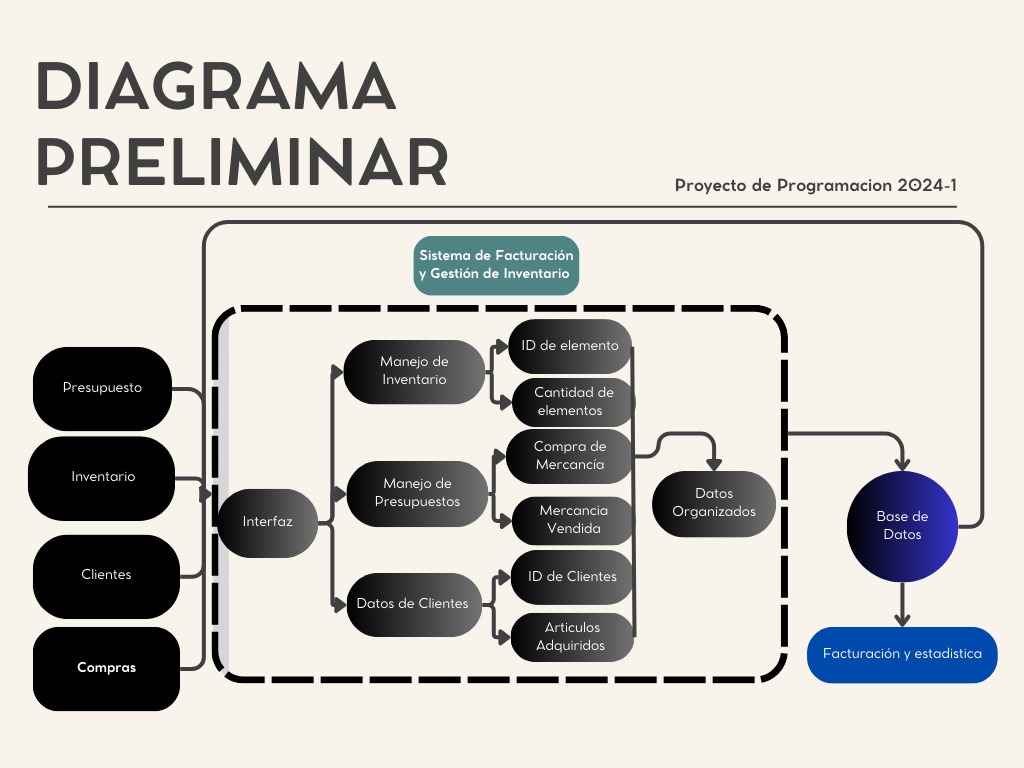 DIAGRAMA
PRELIMINAR
Proyecto de Programacion 2024-1
Sistema de Facturación
y Gestión de Inventario
Presupuesto
Inventario
Clientes
Compras
Interfaz
Manejo de
Inventario
Manejo de
Presupuestos
Datos de Clientes
ID de elemento
Cantidad de
elementos
Compra de
Mercancia
Mercancia
Vendida
ID de Clientes
Articulos
Adquiridos
Datos
Organizados
Base de
Datos
Facturación y estadistica